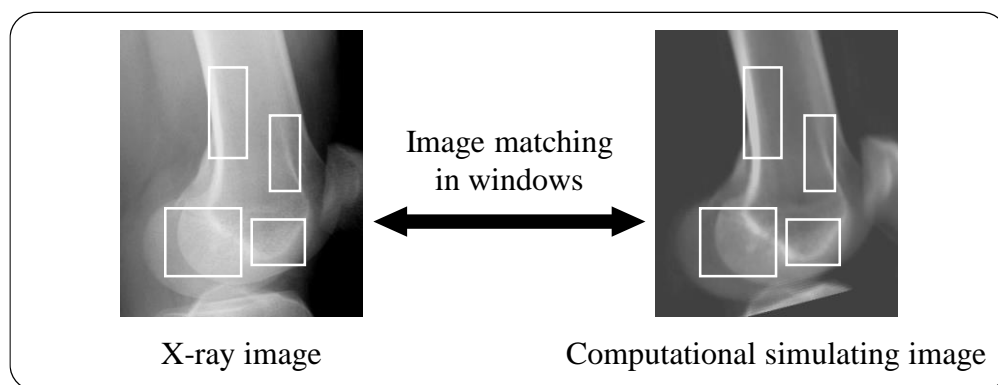 Image matching
in windows
X-ray image
Computational simulating image